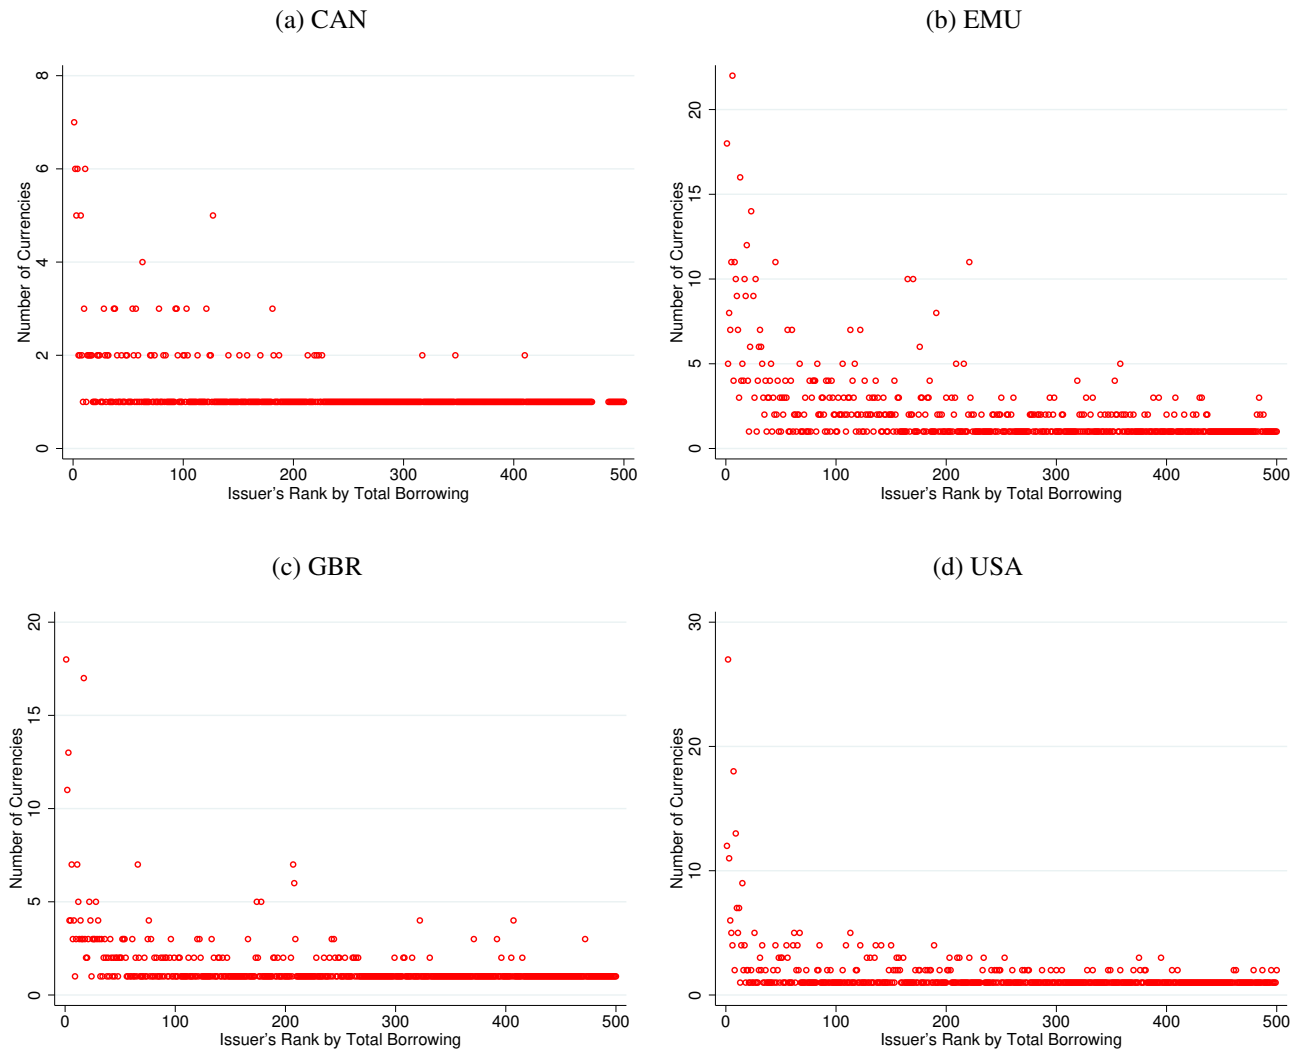 (a) CAN
Number of Currencies
8
6
4
2
0
0 100 200 300 400 500
Issuer's Rank by Total Borrowing
(b) EMU
Number of Currencies
20
15
10
5
0
0 100 200 300 400 500
Issuer's Rank by Total Borrowing
(c) GBR
Number of Currencies
20
15
10
5
0
0 100 200 300 400 500
Issuer's Rank by Total Borrowing
(d) USA
Number of Currencies
30
20
10
0
0 100 200 300 400 500
Issuer's Rank by Total Borrowing